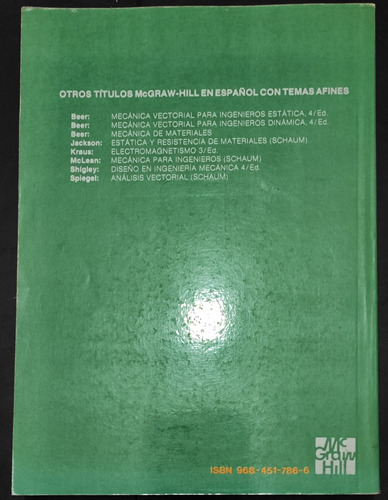 OTROS TÍTULOS McGRAW-HILL EN ESPAÑOL CON TEMAS AFINES
Beer: MECÁNICA VECTORIAL PARA INGENIEROS ESTÁTICA, 4/Ed.
Beer: MECÁNICA VECTORIAL PARA INGENIEROS DINÁMICA, 4/Ed.
Beer: MECÁNICA DE MATERIALES
Jackson: ESTÁTICA Y RESISTENCIA DE MATERIALES (SCHAUM)
Kraus: ELECTROMAGNETISMO 3/Ed.
McLean: MECÁNICA PARA INGENIEROS (SCHAUM)
Shigley: DISEÑO EN INGENIERÍA MECÁNICA 4/Ed.
Spiegel: ANÁLISIS VECTORIAL (SCHAUM)
ISBN 968-451-786-6
Mc
Graw
Hill